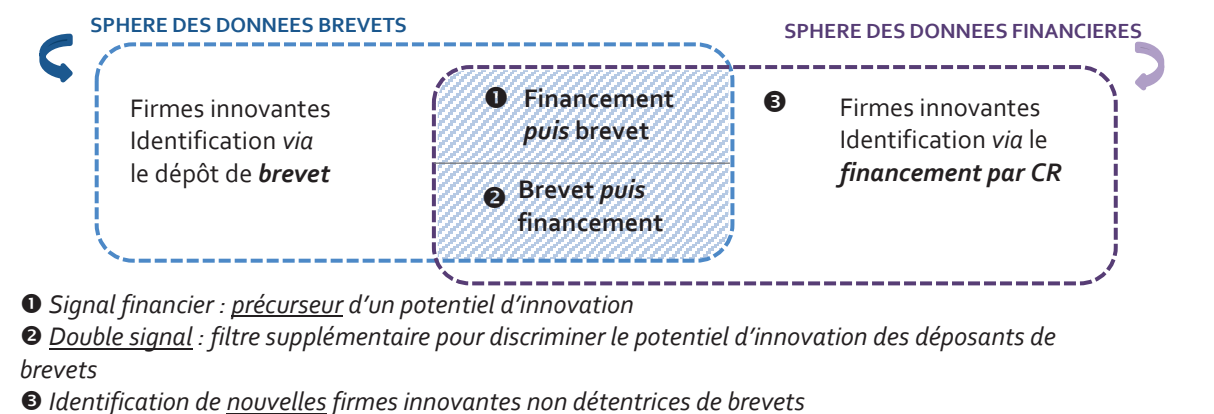 SPHERE DES DONNEES BREVETS
SPHERE DES DONNEES FINANCIERES
Firmes innovantes
Identification via
le dépôt de brevet
❶ Financement
puis brevet
❷ Brevet puis
financement
❸ Firmes innovantes
Identification via le
financement par CR
❶ Signal financier : précurseur d'un potentiel d'innovation
❷ Double signal : filtre supplémentaire pour discriminer le potentiel d'innovation des déposants de
brevets
❸ Identification de nouvelles firmes innovantes non détentrices de brevets